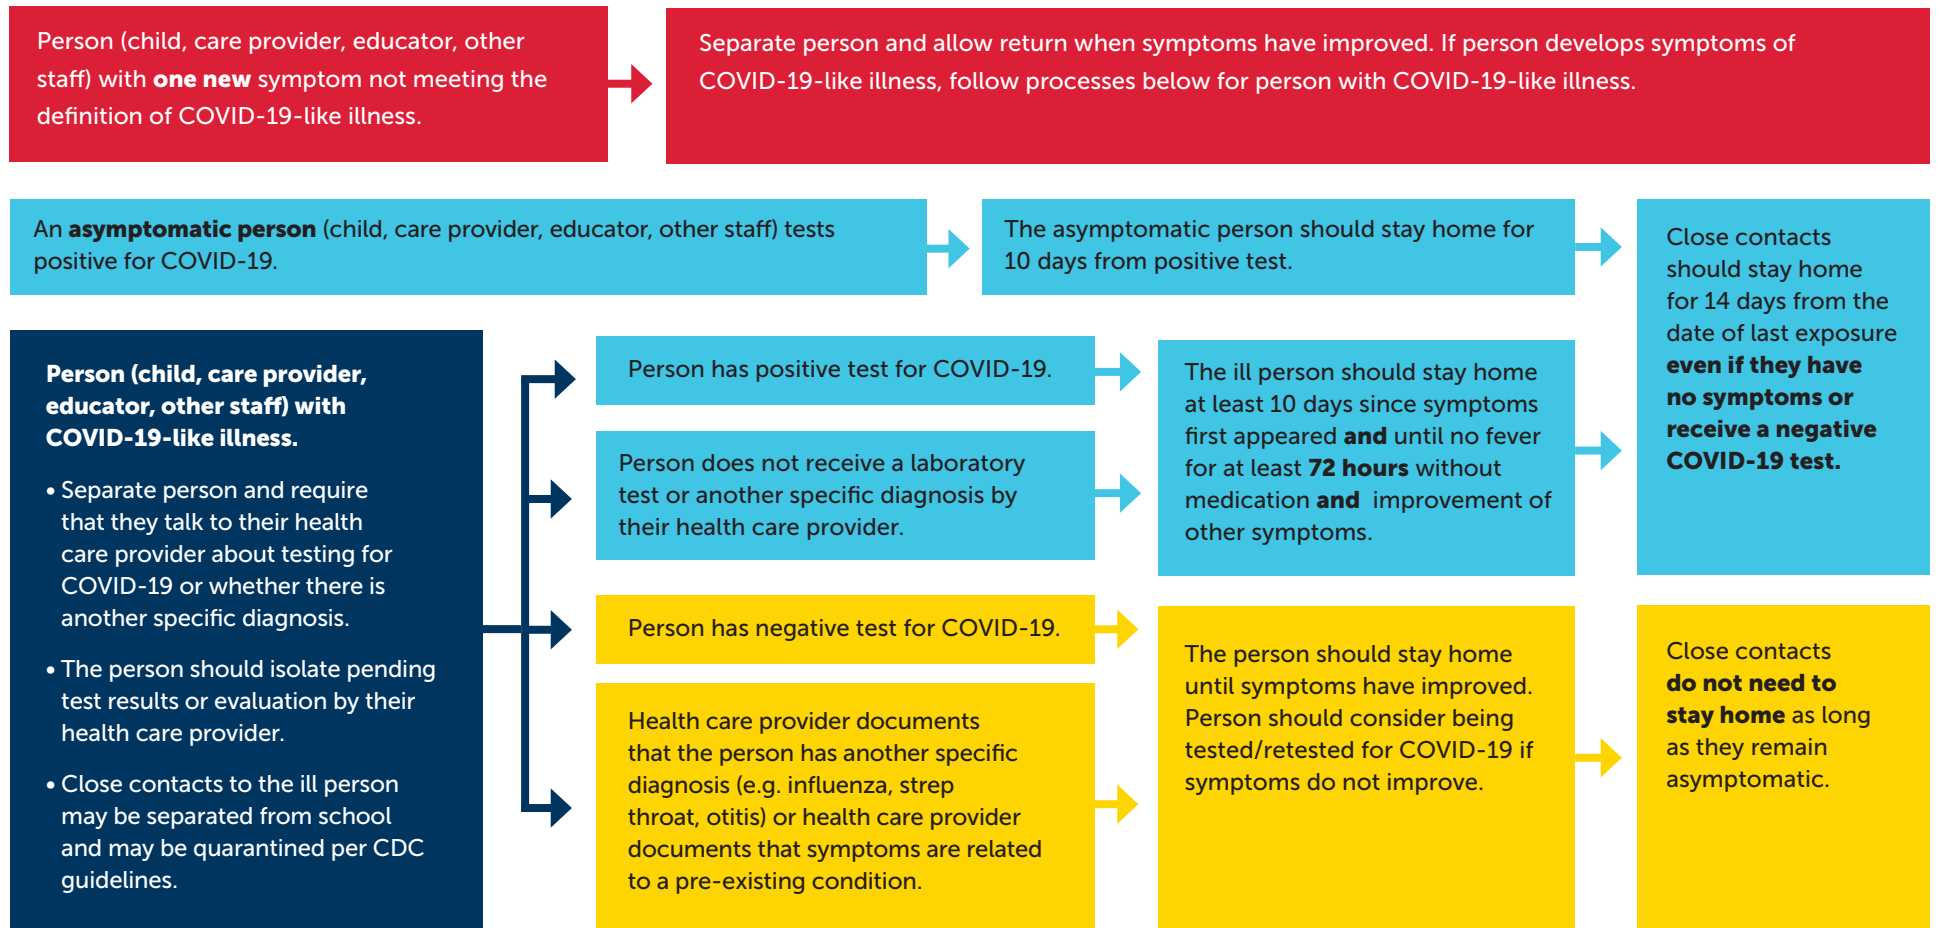 Person (child, care provider, educator, other
staff) with one new symptom not meeting the
definition of COVID-19-like illness.
Separate person and allow return when symptoms have improved. If person develops symptoms of
COVID-19-like illness, follow processes below for person with COVID-19-like illness.
An asymptomatic person (child, care provider, educator, other staff) tests
positive for COVID-19.
The asymptomatic person should stay home for
10 days from positive test.
Close contacts
should stay home
for 14 days from the
date of last exposure
even if they have
no symptoms or
receive a negative
COVID-19 test.
Person (child, care provider,
educator, other staff) with
COVID-19-like illness.
• Separate person and require
that they talk to their health
care provider about testing for
COVID-19 or whether there is
another specific diagnosis.
• The person should isolate pending
test results or evaluation by their
health care provider.
• Close contacts to the ill person
may be separated from school
and may be quarantined per CDC
guidelines.
Person has positive test for COVID-19.
Person does not receive a laboratory
test or another specific diagnosis by
their health care provider.
The ill person should stay home
at least 10 days since symptoms
first appeared and until no fever
for at least 72 hours without
medication and improvement of
other symptoms.
Person has negative test for COVID-19.
Health care provider documents
that the person has another specific
diagnosis (e.g. influenza, strep
throat, otitis) or health care provider
documents that symptoms are related
to a pre-existing condition.
The person should stay home
until symptoms have improved.
Person should consider being
tested/retested for COVID-19 if
symptoms do not improve.
Close contacts
do not need to
stay home as long
as they remain
asymptomatic.